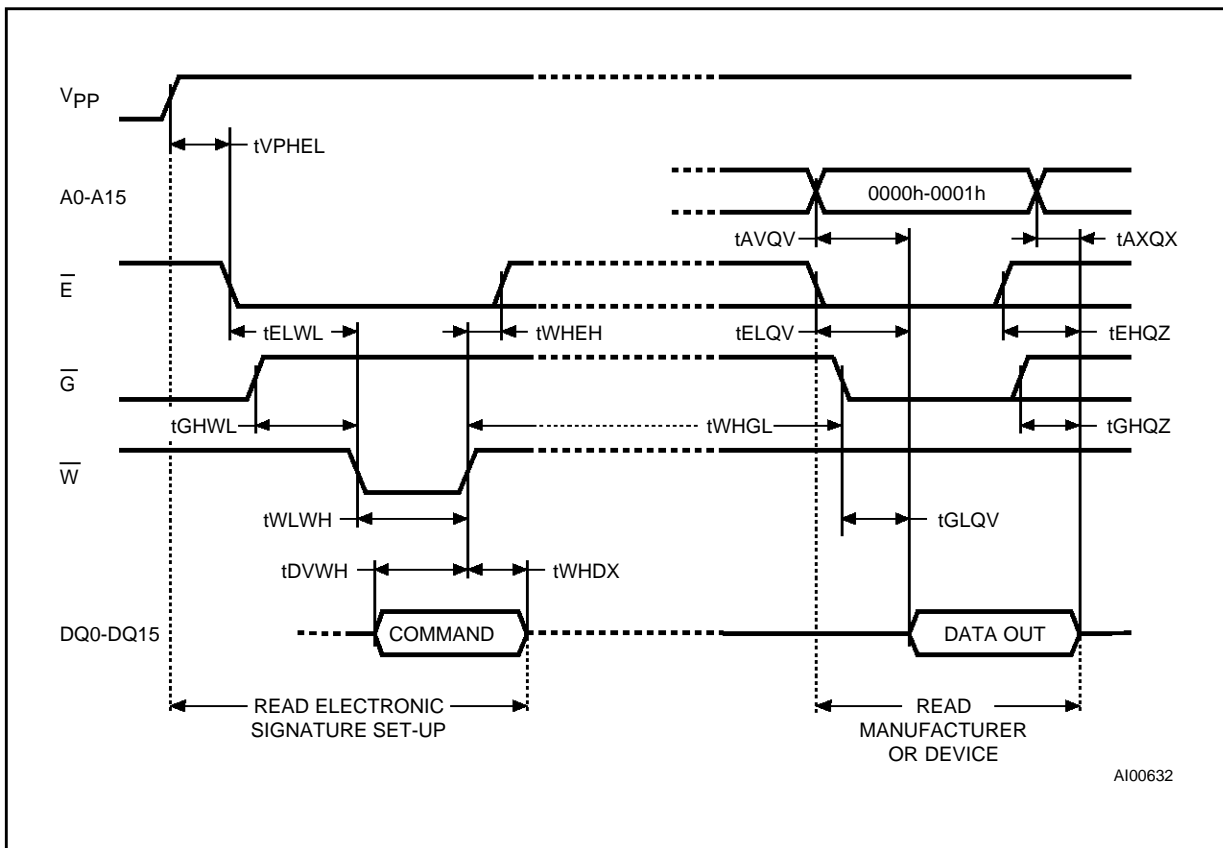 VPP
tVPHEL
A0-A15
0000h-0001h
tAVQV
tAXQX
E
tELWL
tWHEH
tELQV
tEHQZ
G
tGHWL
tWHGL
tGHQZ
W
tWLWH
tGLQV
tDVWH
tWHDX
DQ0-DQ15
COMMAND
DATA OUT
READ ELECTRONIC
SIGNATURE SET-UP
READ
MANUFACTURER
OR DEVICE
AI00632